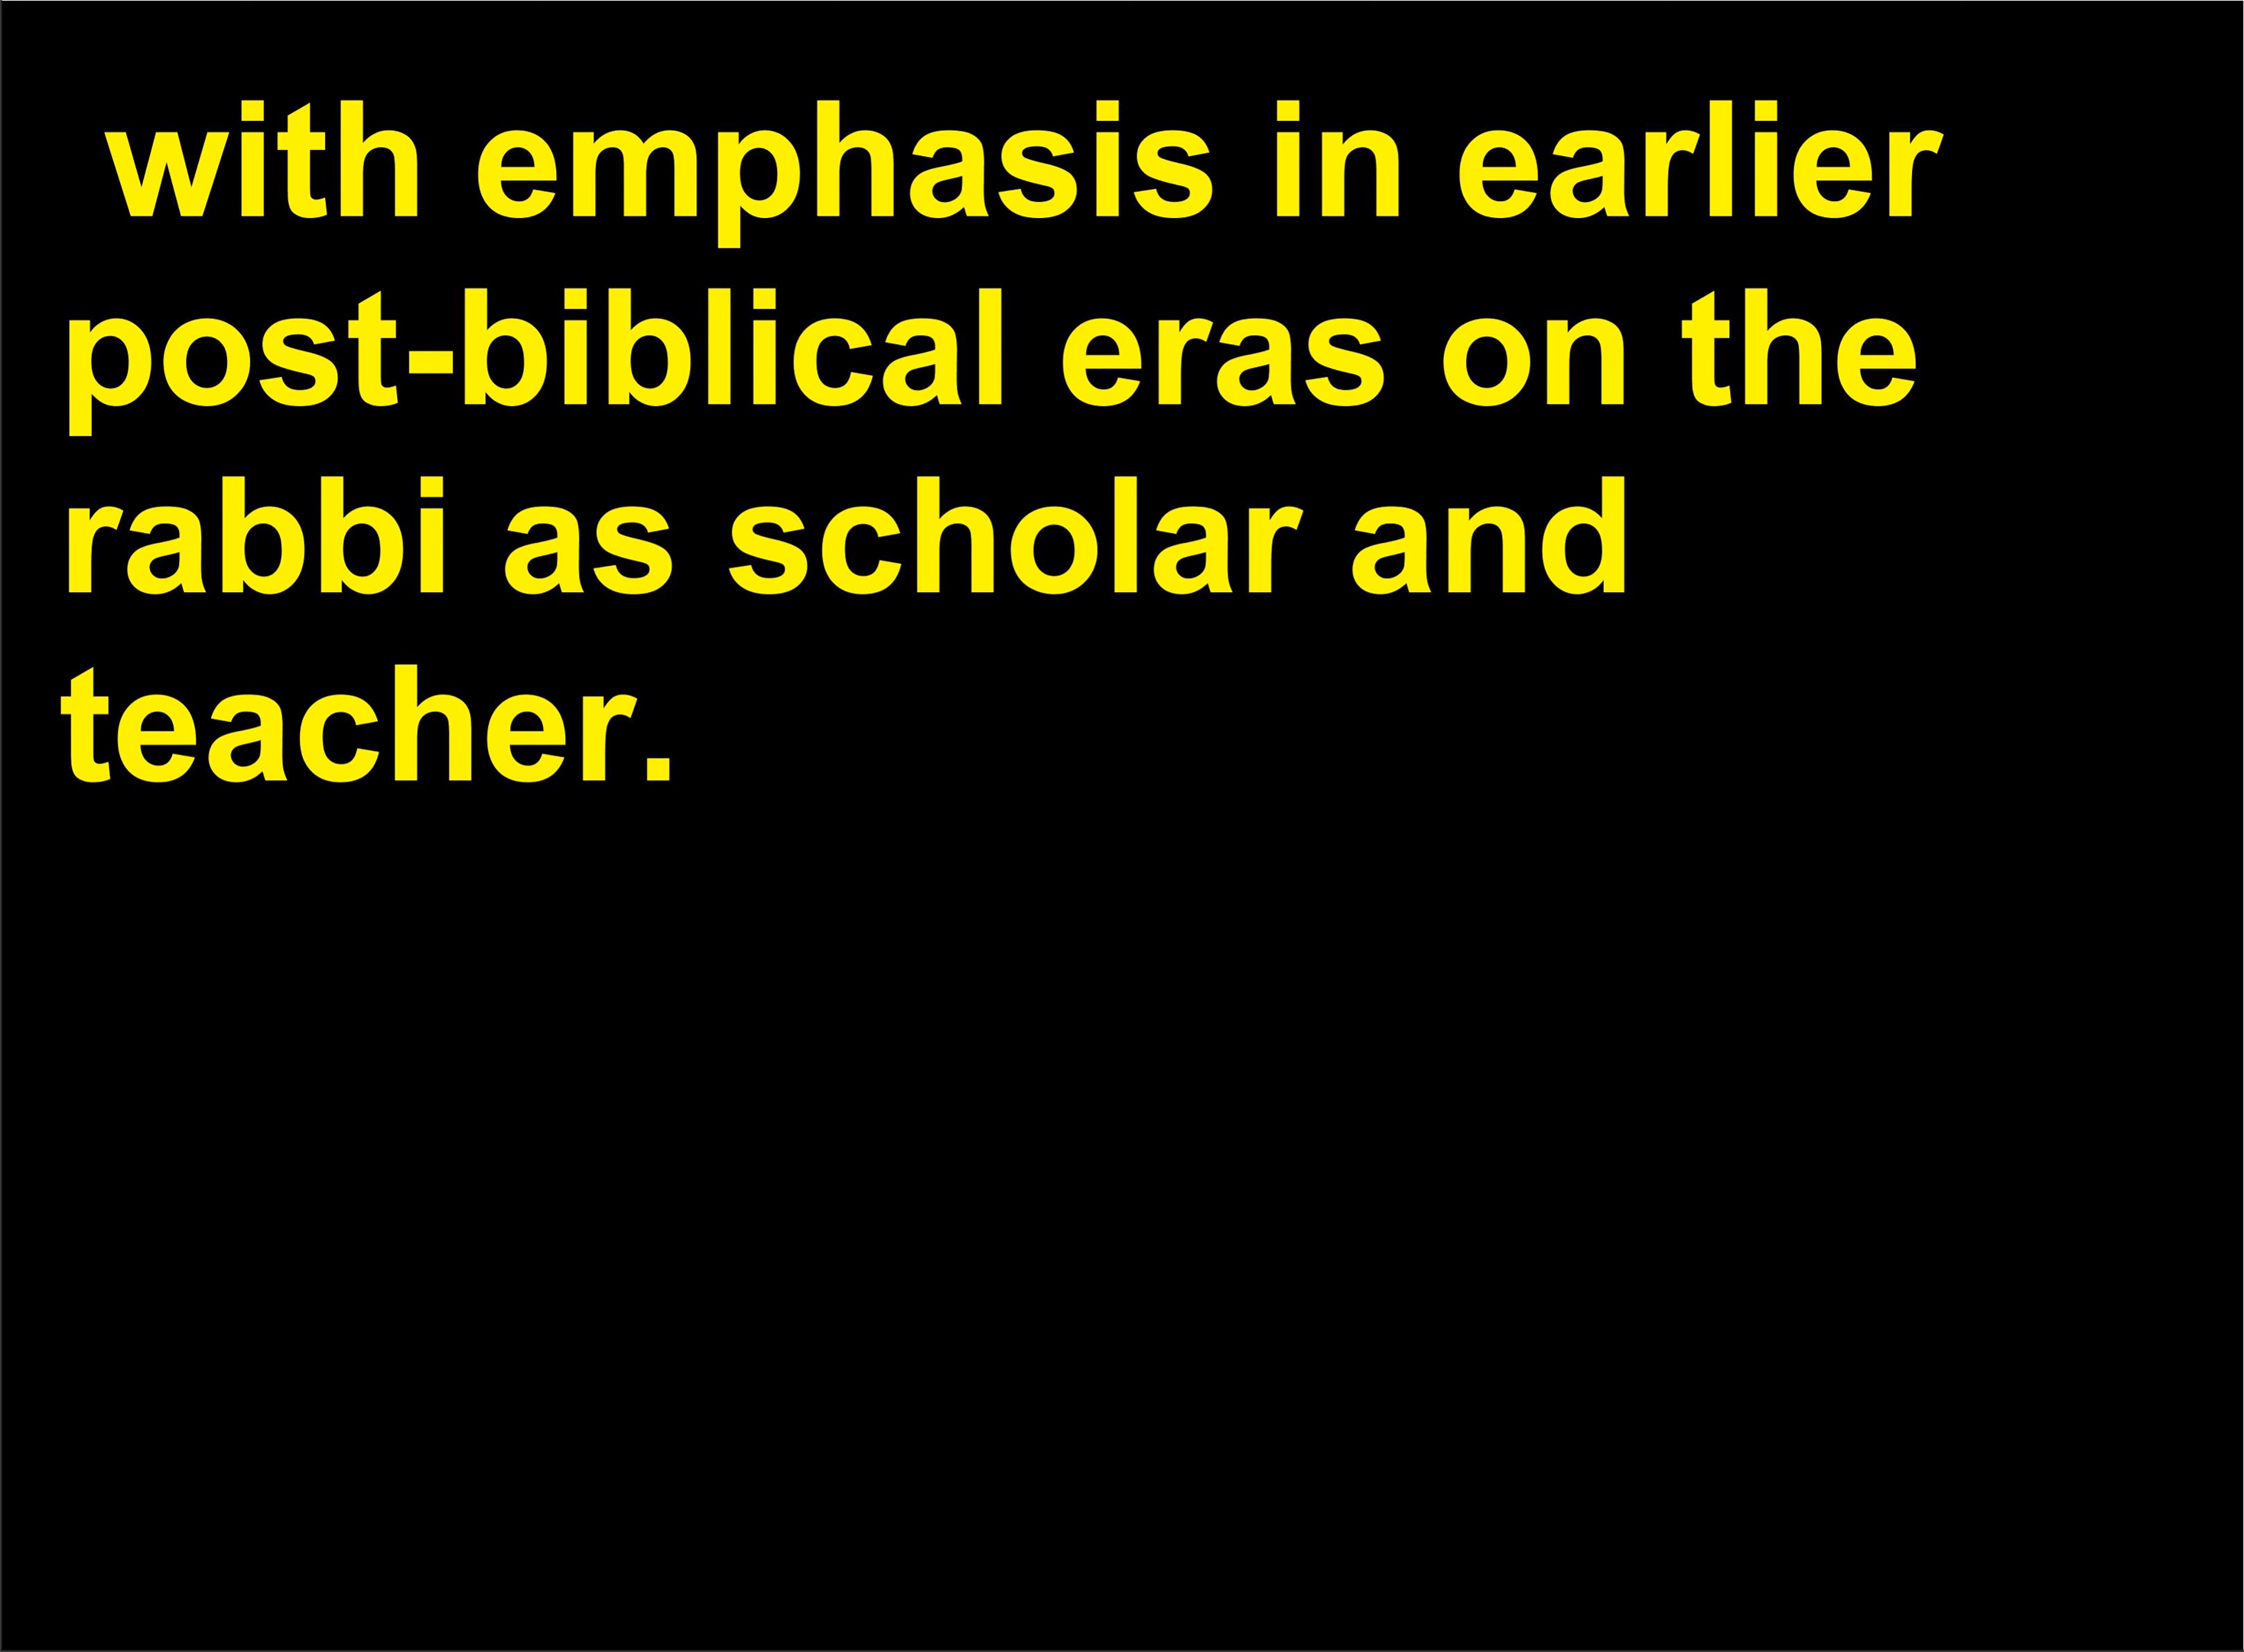 with emphasis in earlier
post-biblical eras on the
rabbi as scholar and
teacher.